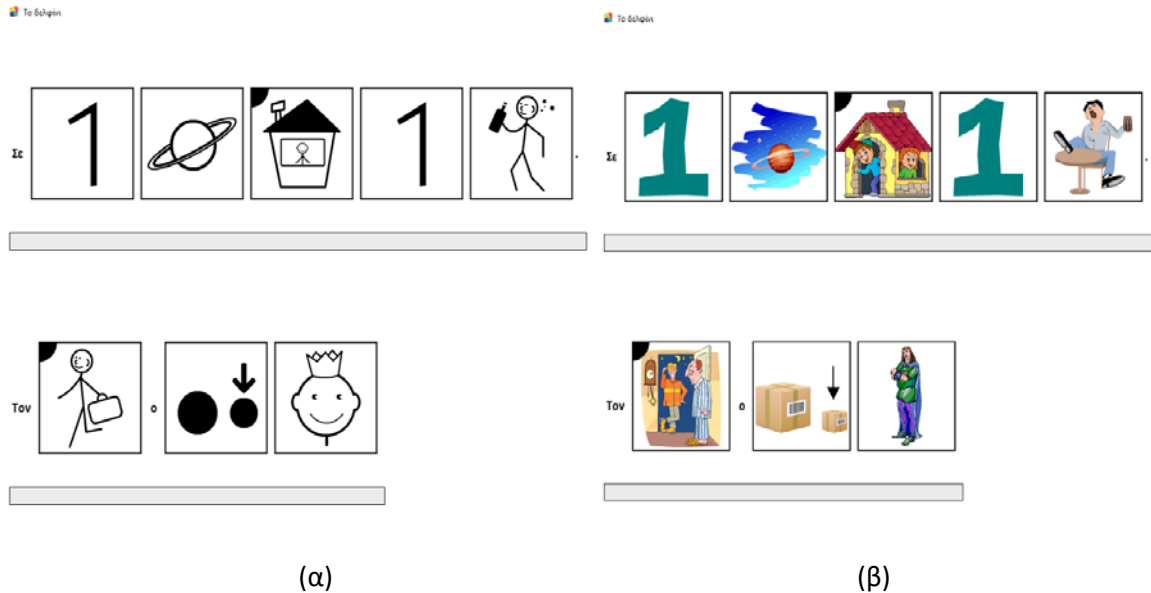 Το δελφίνι
Το δελφίνι
Σε 1 1 .
Σε 1 1 .
Τον ο
Τον ο
(α)
(β)